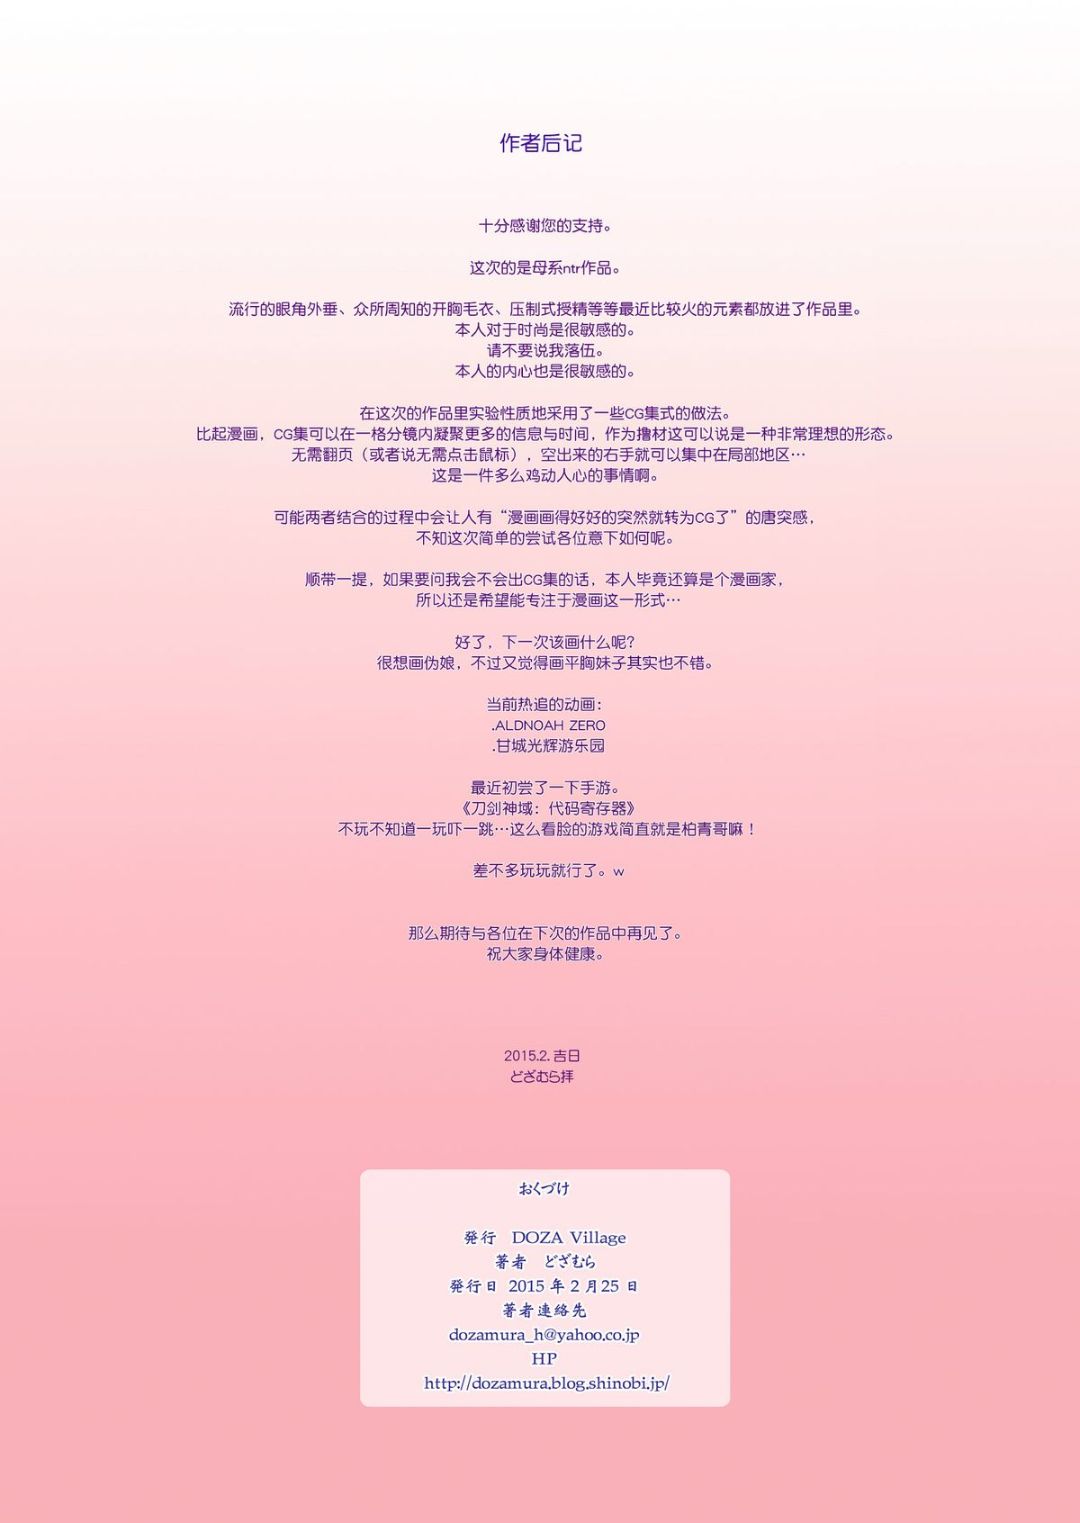 作者后记
十分感谢您的支持。
这次的是母系ntr作品。
流行的眼角外垂、众所周知的开胸毛衣、压制式授精等等最近比较火的元素都放进了作品里。
本人对于时尚是很敏感的。
请不要说我落伍。
本人的内心也是很敏感的。
在这次的作品里实验性质地采用了一些CG集式的做法。
比起漫画，CG集可以在一格分镜内凝聚更多的信息与时间，作为撸材这可以说是一种非常理想的形态。
无需翻页（或者说无需点击鼠标），空出来的右手就可以集中在局部地区…
这是一件多么鸡动人心的事情啊。
可能两者结合的过程中会让人有“漫画画得好好的突然就转为CG了”的唐突感，
不知这次简单的尝试各位意下如何呢。
顺带一提，如果要问我会不会出CG集的话，本人毕竟还算是个漫画家，
所以还是希望能专注于漫画这一形式…
好了，下一次该画什么呢？
很想画伪娘，不过又觉得画平胸妹子其实也不错。
当前热追的动画：
.ALDNOAH ZERO
.甘城光辉游乐园
最近初尝了一下手游。
《刀剑神域：代码寄存器》
不玩不知道一玩吓一跳…这么看脸的游戏简直就是柏青哥嘛！
差不多玩玩就行了。w
那么期待与各位在下次的作品中再见了。
祝大家身体健康。
2015.2.吉日
どざむら拝
おくづけ
発行　DOZA Village
著者　どざむら
発行日 2015 年 2 月25 日
著者連絡先
dozamura_h@yahoo.co.jp
HP
http://dozamura.blog.shinobi.jp/